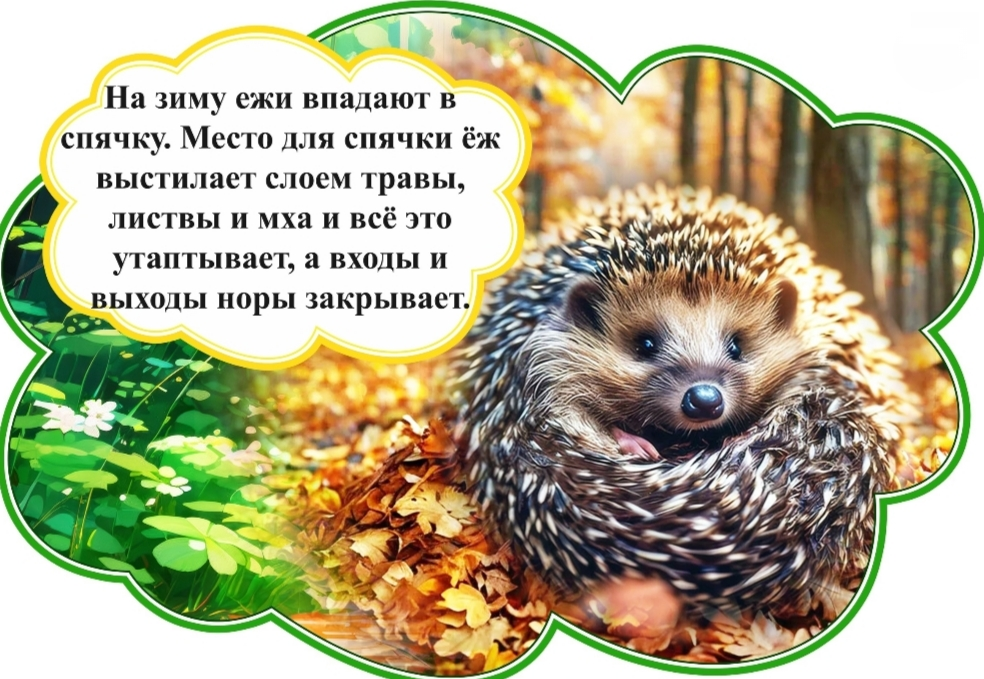 На зиму ежи впадают в
спячку. Место для спячки ёж
выстилает слоем травы,
листвы и мха и всё это
утаптывает, а входы и
выходы норы закрывает.